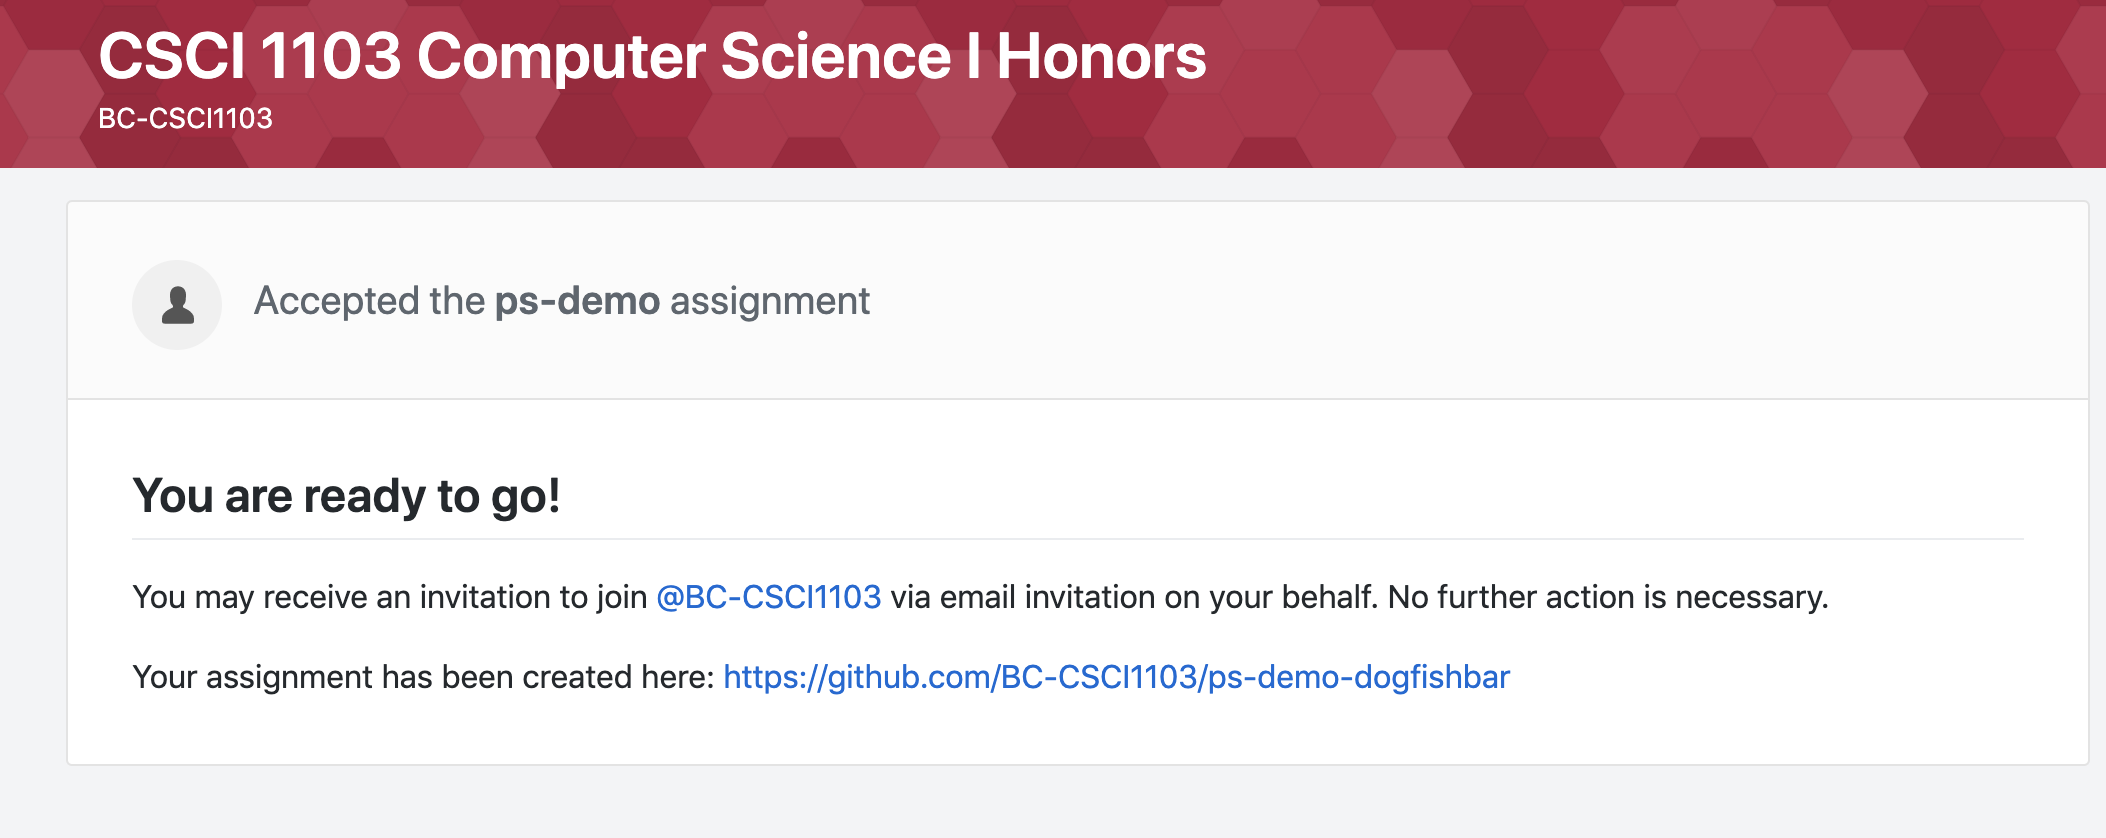 CSCI 1103 Computer Science I Honors
BC-CSCI1103
Accepted the ps-demo assignment
You are ready to go!
You may receive an invitation to join @BC-CSCI1103 via email invitation on your behalf. No further action is necessary.
Your assignment has been created here: https://github.com/BC-CSCI1103/ps-demo-dogfishbar